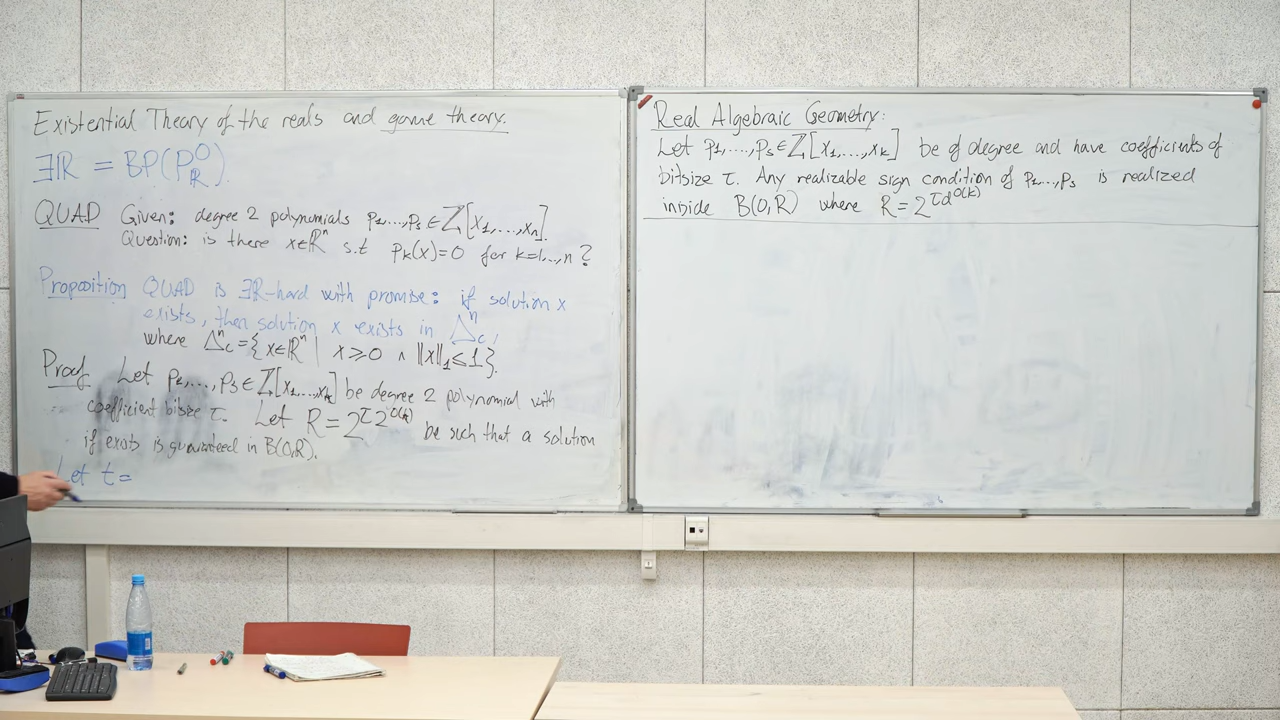 Existential Theory of the reals and game theory.
∃ℝ = BP(P⁰_ℝ).
QUAD Given: degree 2 polynomials p₁,...,pₛ∈ℤ[x₁,...,xₙ].
Question: is there x∈ℝⁿ s.t pₖ(x)=0 for k=1,..,n ?
Proposition QUAD is ∃ℝ-hard with promise: if solution x
exists, then solution x exists in Δ_cⁿ,
where Δ_cⁿ={x∈ℝⁿ | x≥0 ∧ ‖x‖₁≤1}.
Proof Let p₁,...,pₛ∈ℤ[x₁,...,xₖ] be degree 2 polynomial with
coefficient bitsize τ. Let R=2^{τ2^{O(k)}} be such that a solution
if exists is guaranteed in B(0,R).
Let t=
Real Algebraic Geometry:
Let p₁,...,pₛ∈ℤ[x₁,...,xₖ] be of degree and have coefficients of
bitsize τ. Any realizable sign condition of p₁,...,pₛ is realized
inside B(0,R) where R=2^{τd^{O(k)}}